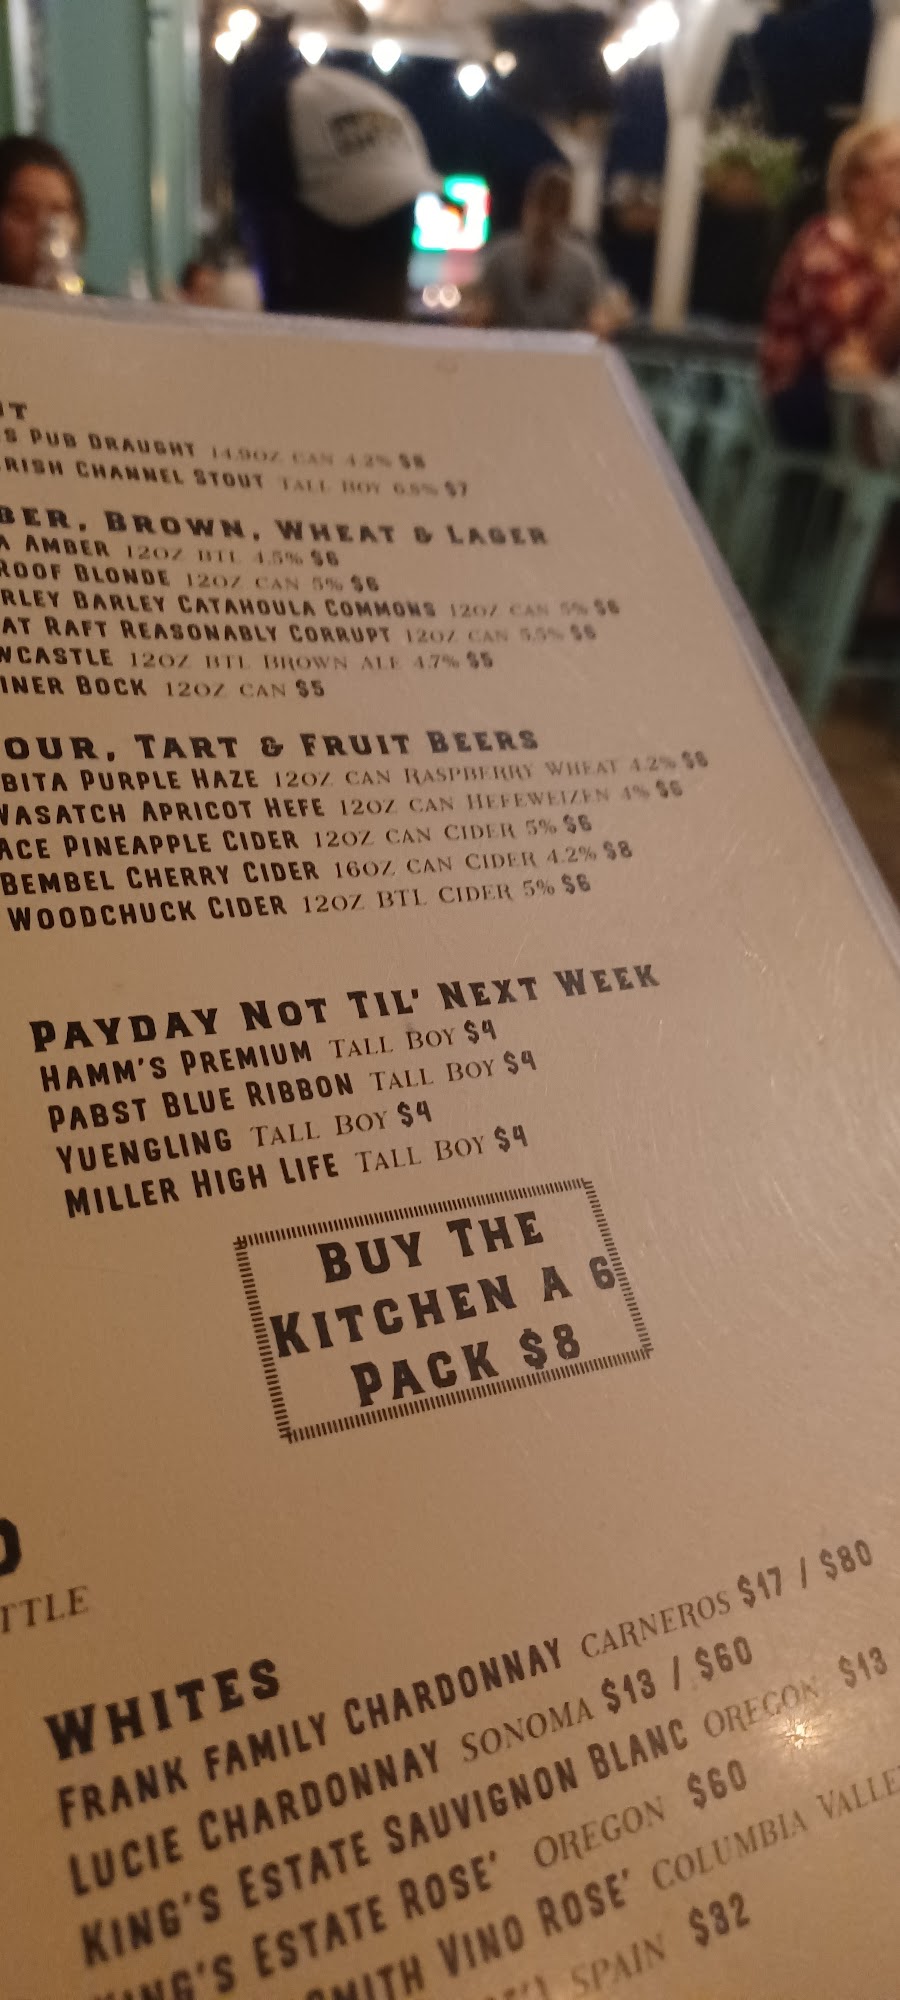 UT
S PUB DRAUGHT 14.9OZ CAN 4.2% $8
RISH CHANNEL STOUT TALL BOY 6.8% $7
BER, BROWN, WHEAT & LAGER
A AMBER 12OZ BTL 4.5% $6
ROOF BLONDE 12OZ CAN 5% $6
RLEY BARLEY CATAHOULA COMMONS 12OZ CAN 5% $6
AT RAFT REASONABLY CORRUPT 12OZ CAN 5.5% $6
WCASTLE 12OZ BTL BROWN ALE 4.7% $5
INER BOCK 12OZ CAN $5
OUR, TART & FRUIT BEERS
BITA PURPLE HAZE 12OZ CAN RASPBERRY WHEAT 4.2% $6
WASATCH APRICOT HEFE 12OZ CAN HEFEWEIZEN 4% $6
ACE PINEAPPLE CIDER 12OZ CAN CIDER 5% $6
BEMBEL CHERRY CIDER 16OZ CAN CIDER 4.2% $8
WOODCHUCK CIDER 12OZ BTL CIDER 5% $6
PAYDAY NOT TIL' NEXT WEEK
HAMM'S PREMIUM TALL BOY $4
PABST BLUE RIBBON TALL BOY $4
YUENGLING TALL BOY $4
MILLER HIGH LIFE TALL BOY $4
BUY THE
KITCHEN A 6
PACK $8
TTLE
WHITES
FRANK FAMILY CHARDONNAY CARNEROS $17 / $80
LUCIE CHARDONNAY SONOMA $13 / $60
KING'S ESTATE SAUVIGNON BLANC OREGON $13
KING'S ESTATE ROSE' OREGON $60
SMITH VINO ROSE' COLUMBIA VALLE
SPAIN $32